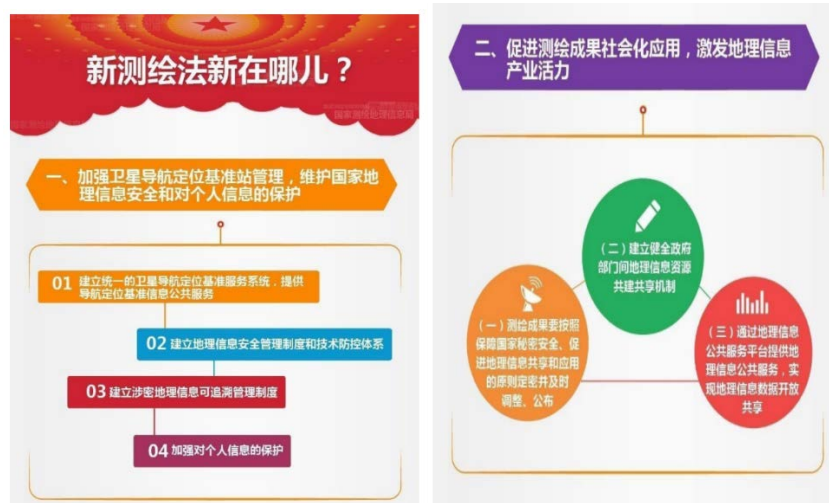 新测绘法新在哪儿？
国家测绘地理信息局
一、加强卫星导航定位基准站管理，维护国家地
理信息安全和对个人信息的保护
01 建立统一的卫星导航定位基准服务系统，提供
导航定位基准信息公共服务
02 建立地理信息安全管理制度和技术防控体系
03 建立涉密地理信息可追溯管理制度
04 加强对个人信息的保护
二、促进测绘成果社会化应用，激发地理信息
产业活力
（二）建立健全政府
部门间地理信息资源
共建共享机制
（一）测绘成果要按照
保障国家秘密安全、促
进地理信息共享和应用
的原则定密并及时
调整、公布
（三）通过地理信息
公共服务平台提供地
理信息公共服务，实
现地理信息数据开放
共享